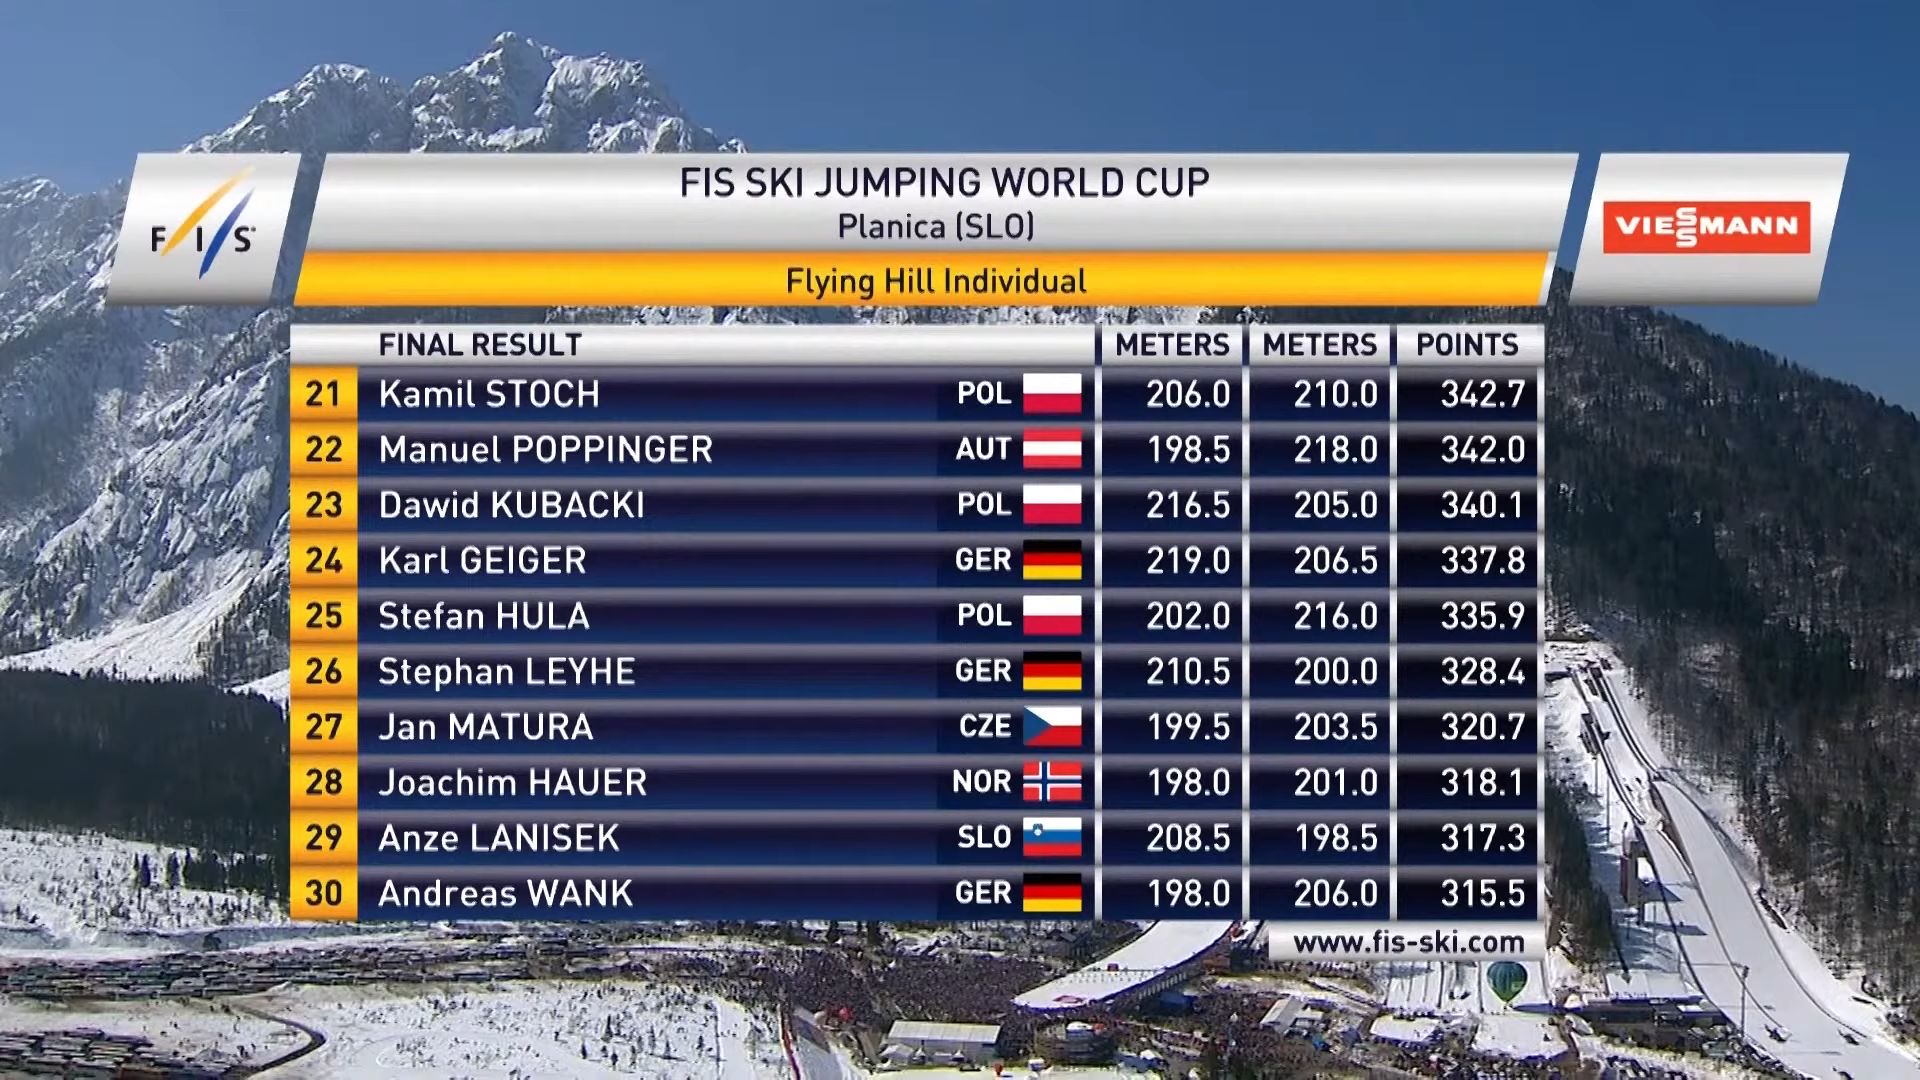 FIS
FIS SKI JUMPING WORLD CUP
Planica (SLO)
VIESSMANN
Flying Hill Individual
FINAL RESULT METERS METERS POINTS
21 Kamil STOCH POL 206.0 210.0 342.7
22 Manuel POPPINGER AUT 198.5 218.0 342.0
23 Dawid KUBACKI POL 216.5 205.0 340.1
24 Karl GEIGER GER 219.0 206.5 337.8
25 Stefan HULA POL 202.0 216.0 335.9
26 Stephan LEYHE GER 210.5 200.0 328.4
27 Jan MATURA CZE 199.5 203.5 320.7
28 Joachim HAUER NOR 198.0 201.0 318.1
29 Anze LANISEK SLO 208.5 198.5 317.3
30 Andreas WANK GER 198.0 206.0 315.5
www.fis-ski.com